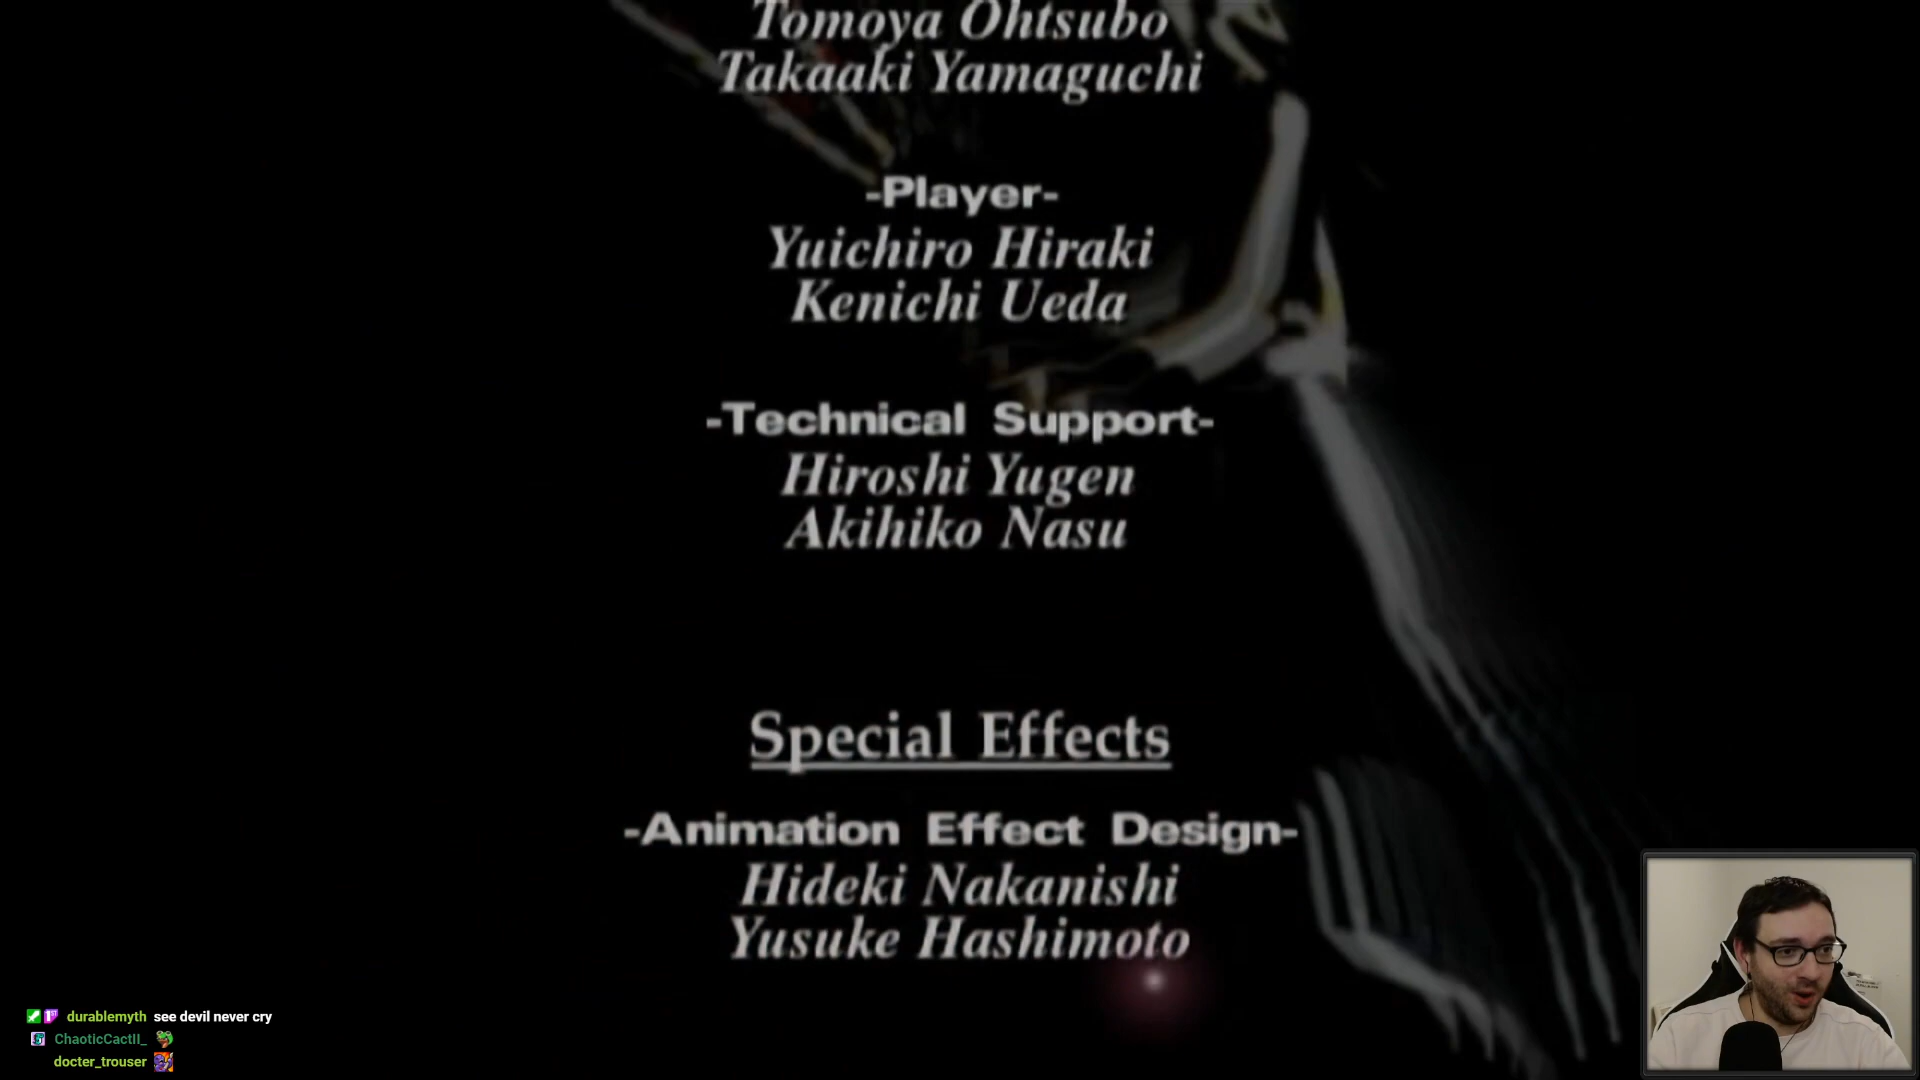 Tomoya Ohtsubo
Takaaki Yamaguchi
-Player-
Yuichiro Hiraki
Kenichi Ueda
-Technical Support-
Hiroshi Yugen
Akihiko Nasu
Special Effects
-Animation Effect Design-
Hideki Nakanishi
Yusuke Hashimoto
durablemyth see devil never cry
ChaoticCactII_
docter_trouser